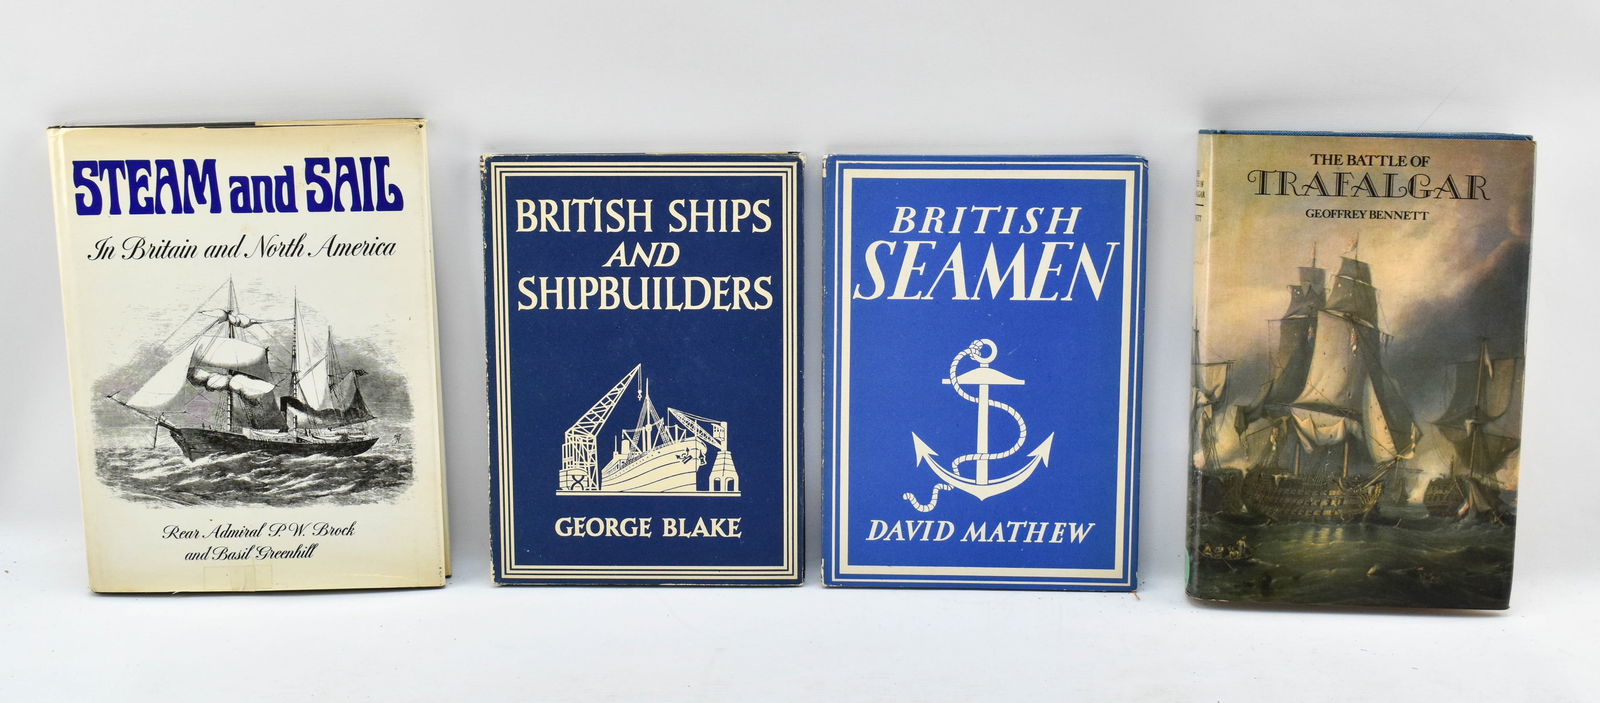 STEAM and SAIL
In Britain and North America
Rear Admiral P. W. Brock
and Basil Greenhill
BRITISH SHIPS
AND
SHIPBUILDERS
GEORGE BLAKE
BRITISH
SEAMEN
DAVID MATHEW
THE BATTLE OF
TRAFALGAR
GEOFFREY BENNETT